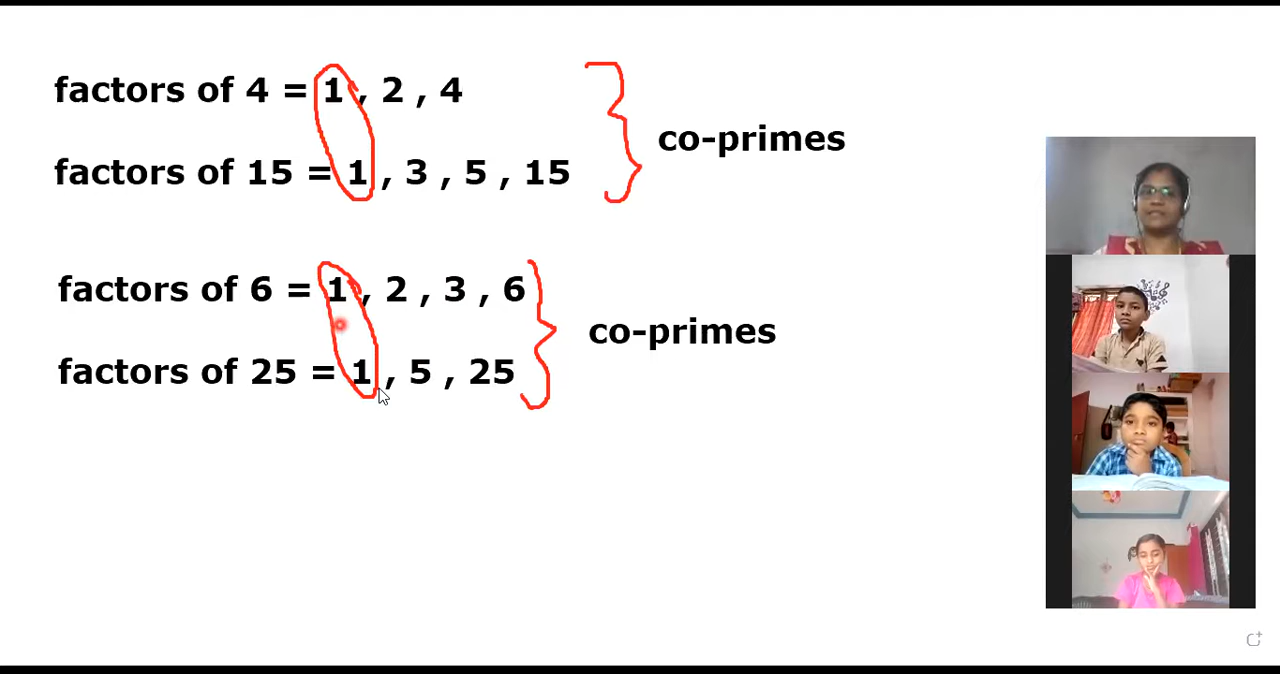 factors of 4 = 1 , 2 , 4
co-primes
factors of 15 = 1 , 3 , 5 , 15
factors of 6 = 1 , 2 , 3 , 6
co-primes
factors of 25 = 1 , 5 , 25